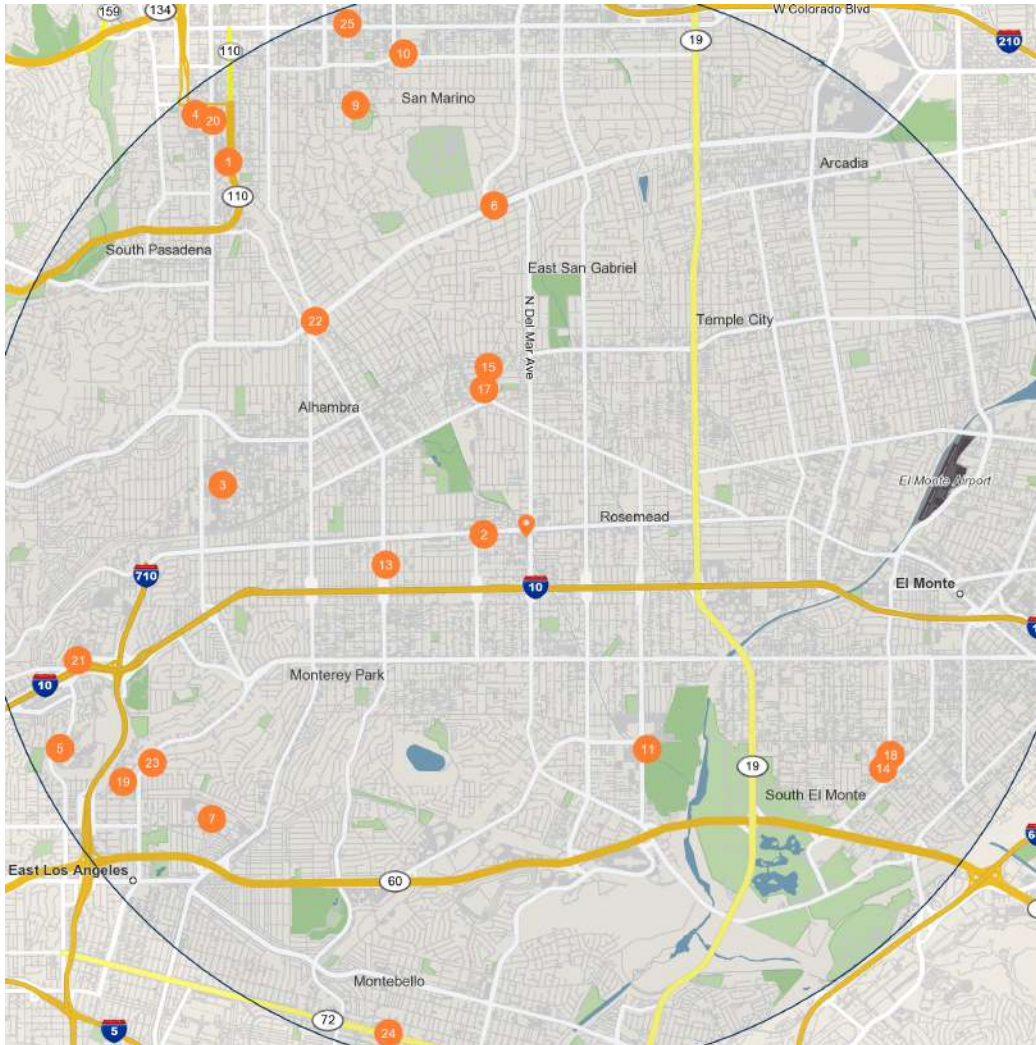 159
134
W Colorado Blvd
25
19
210
110
10
San Marino
9
4
20
1
Arcadia
110
6
South Pasadena
East San Gabriel
22
Temple City
N Del Mar Ave
15
17
Alhambra
3
El Monte Airport
Rosemead
2
13
710
10
El Monte
21
Monterey Park
10
5
11
18
23
19
14
19
South El Monte
7
East Los Angeles
60
Montebello
72
24
5